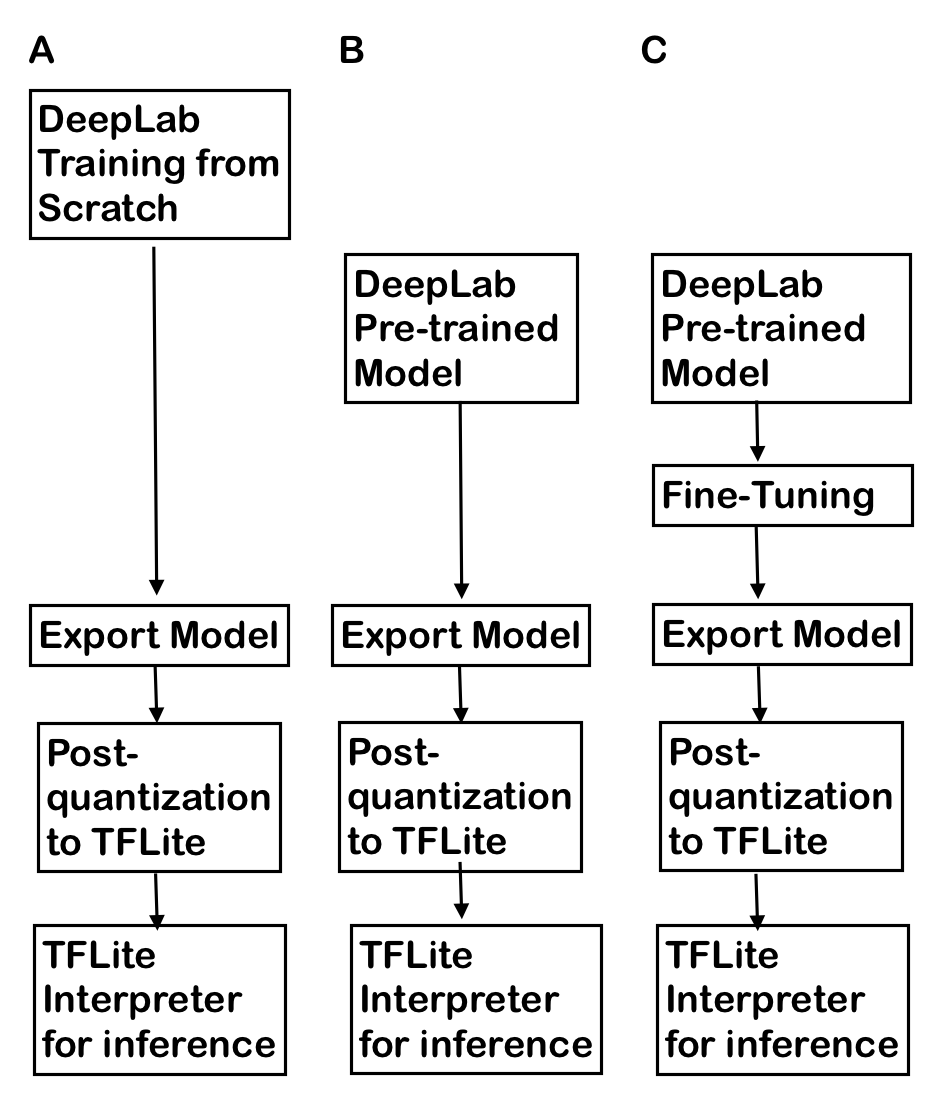 A
DeepLab
Training from
Scratch
Export Model
Post-
quantization
to TFLite
TFLite
Interpreter
for inference
B
DeepLab
Pre-trained
Model
Export Model
Post-
quantization
to TFLite
TFLite
Interpreter
for inference
C
DeepLab
Pre-trained
Model
Fine-Tuning
Export Model
Post-
quantization
to TFLite
TFLite
Interpreter
for inference